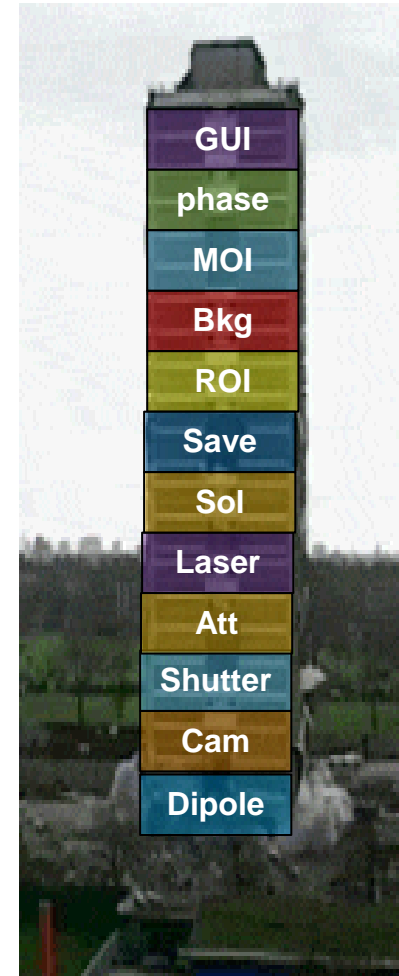 GUI
phase
MOI
Bkg
ROI
Save
Sol
Laser
Att
Shutter
Cam
Dipole